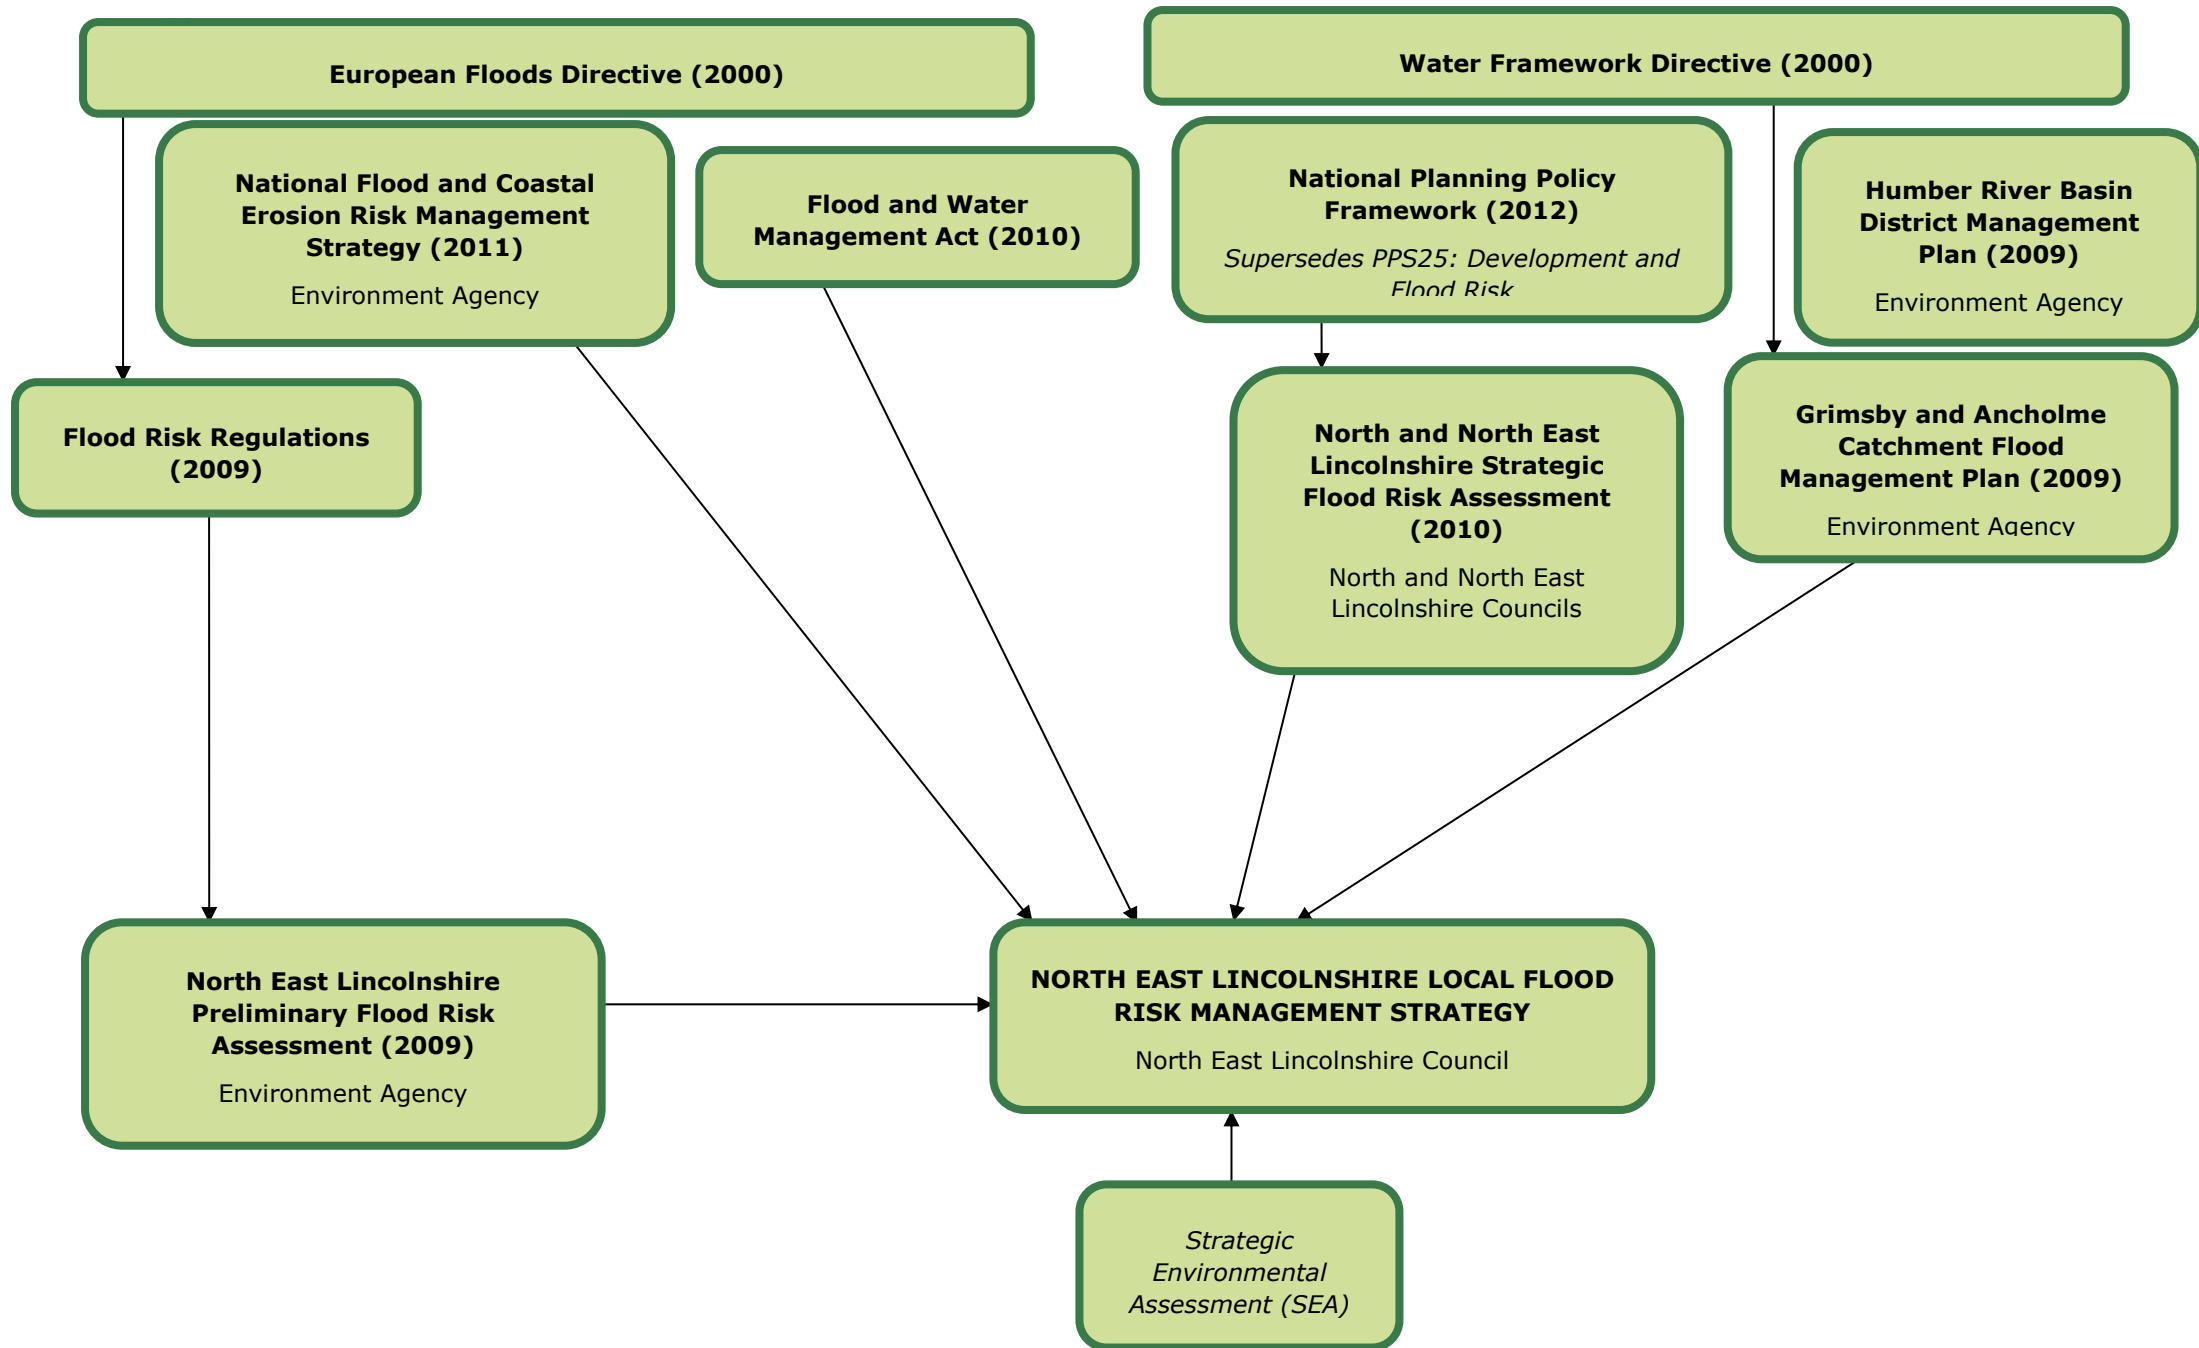 European Floods Directive (2000)
Water Framework Directive (2000)
National Flood and Coastal
Erosion Risk Management
Strategy (2011)
Environment Agency
Flood and Water
Management Act (2010)
National Planning Policy
Framework (2012)
Supersedes PPS25: Development and
Flood Risk
Humber River Basin
District Management
Plan (2009)
Environment Agency
Flood Risk Regulations
(2009)
North and North East
Lincolnshire Strategic
Flood Risk Assessment
(2010)
North and North East
Lincolnshire Councils
Grimsby and Ancholme
Catchment Flood
Management Plan (2009)
Environment Agency
North East Lincolnshire
Preliminary Flood Risk
Assessment (2009)
Environment Agency
NORTH EAST LINCOLNSHIRE LOCAL FLOOD
RISK MANAGEMENT STRATEGY
North East Lincolnshire Council
Strategic
Environmental
Assessment (SEA)